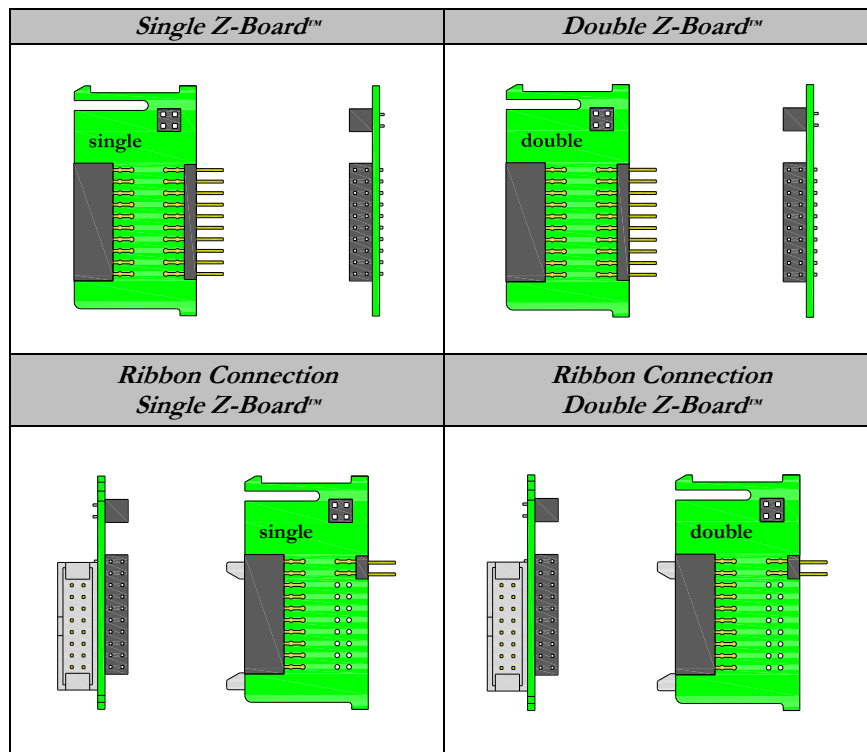 Single Z-Board™
Double Z-Board™
single
double
Ribbon Connection
Single Z-Board™
Ribbon Connection
Double Z-Board™
single
double